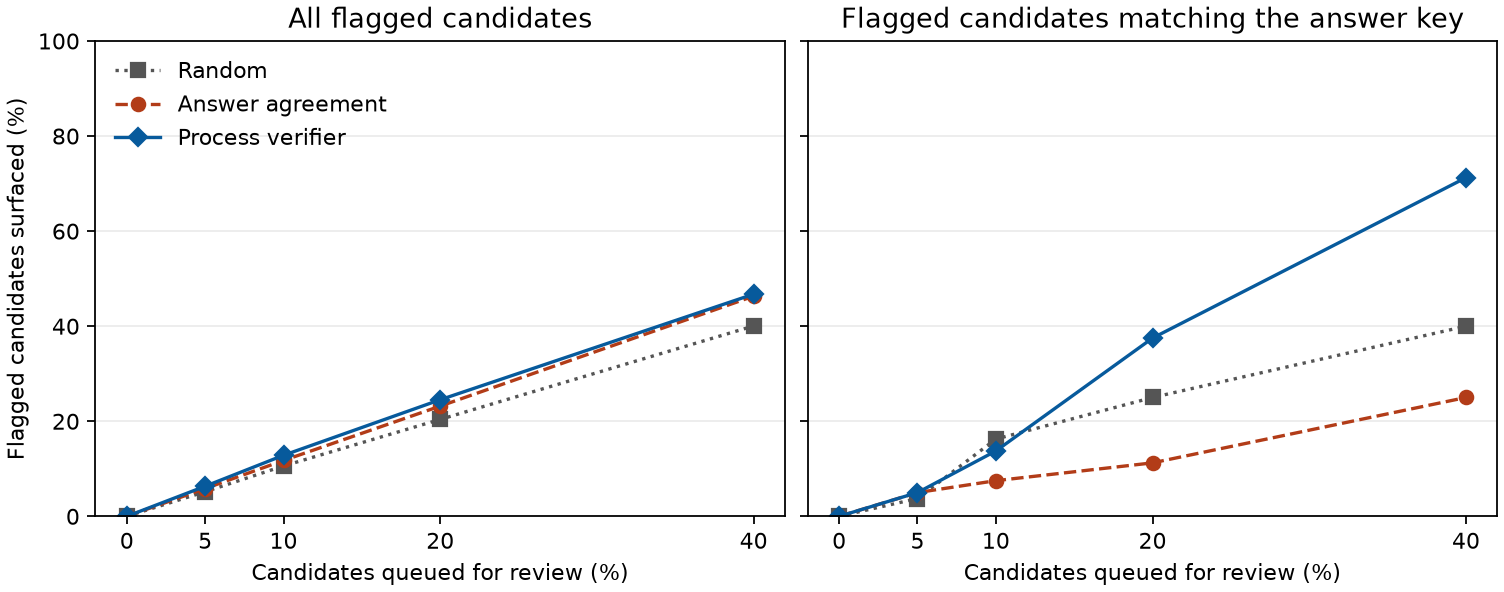 All flagged candidates
Flagged candidates matching the answer key
Flagged candidates surfaced (%)
100
80
60
40
20
0
Random
Answer agreement
Process verifier
0 5 10 20 40
0 5 10 20 40
Candidates queued for review (%)
Candidates queued for review (%)